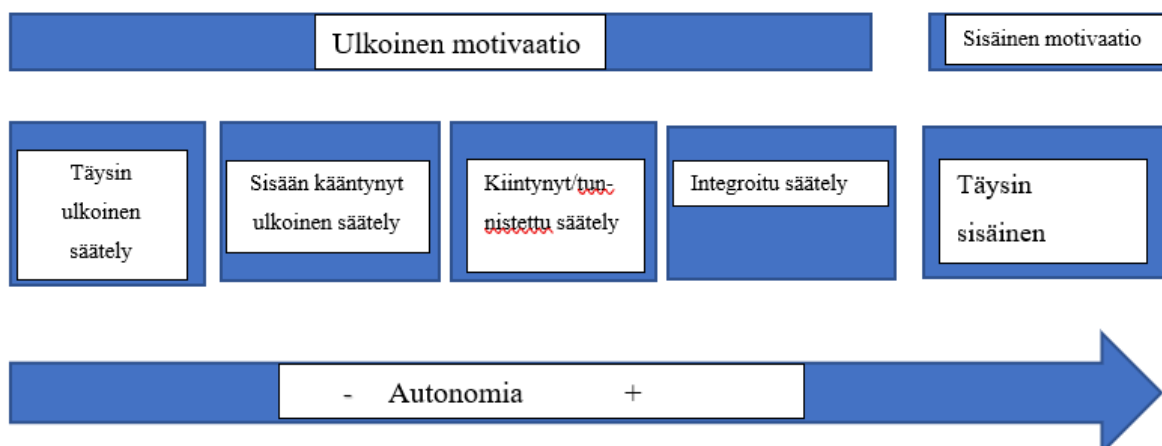 Ulkoinen motivaatio
Sisäinen motivaatio
Täysin
ulkoinen
säätely
Sisään kääntynyt
ulkoinen säätely
Kiintynyt/tun-
nistettu säätely
Integroitu säätely
Täysin
sisäinen
- Autonomia +